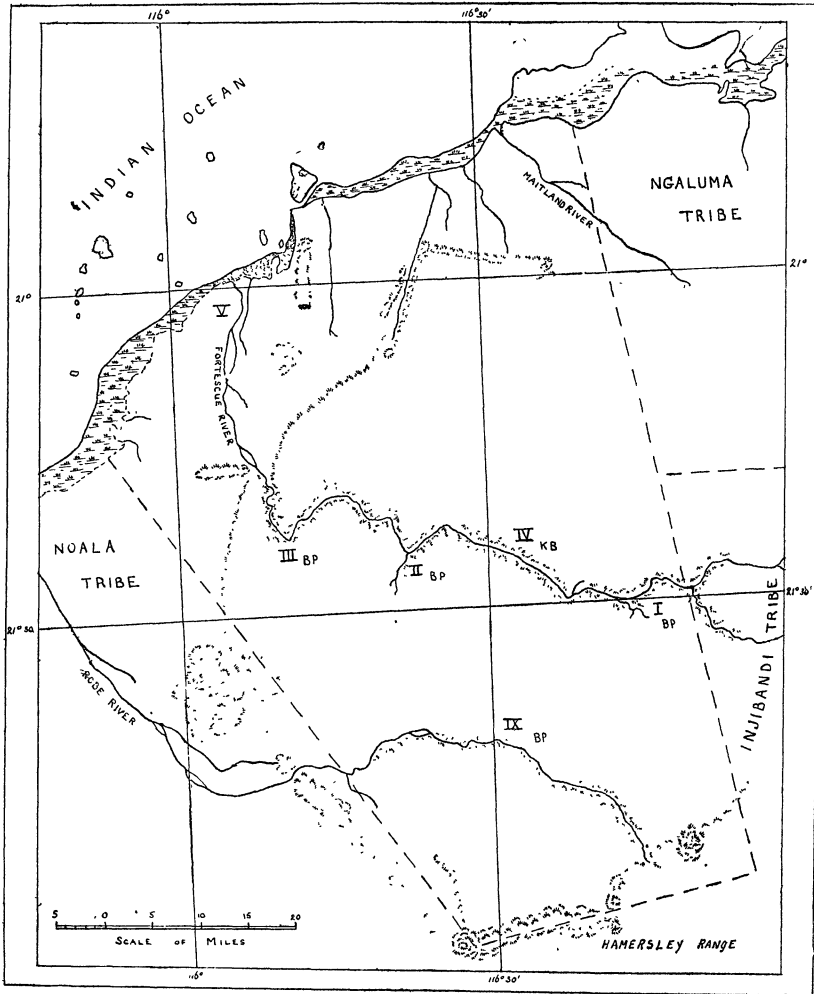 116°
116°30'
INDIAN OCEAN
MAITLAND RIVER
NGALUMA
TRIBE
21°
21°
V
FORTESCUE RIVER
NOALA
TRIBE
III BP
II BP
IV KB
I BP
21°30
21°30'
INJIBANDI TRIBE
ROBE RIVER
IX BP
5 0 5 10 15 20
SCALE OF MILES
HAMERSLEY RANGE
116°
116°30'